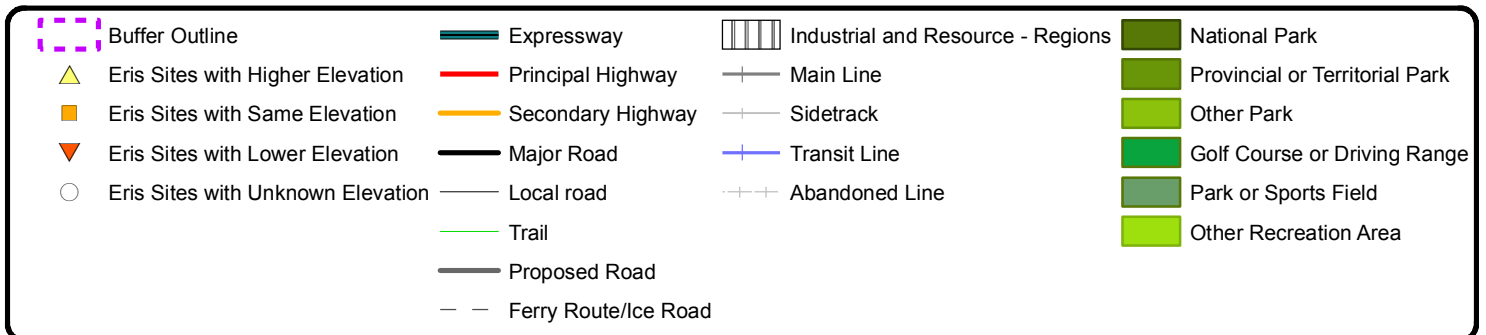 Buffer Outline
Eris Sites with Higher Elevation
Eris Sites with Same Elevation
Eris Sites with Lower Elevation
Eris Sites with Unknown Elevation
Expressway
Principal Highway
Secondary Highway
Major Road
Local road
Trail
Proposed Road
Ferry Route/Ice Road
Industrial and Resource - Regions
Main Line
Sidetrack
Transit Line
Abandoned Line
National Park
Provincial or Territorial Park
Other Park
Golf Course or Driving Range
Park or Sports Field
Other Recreation Area